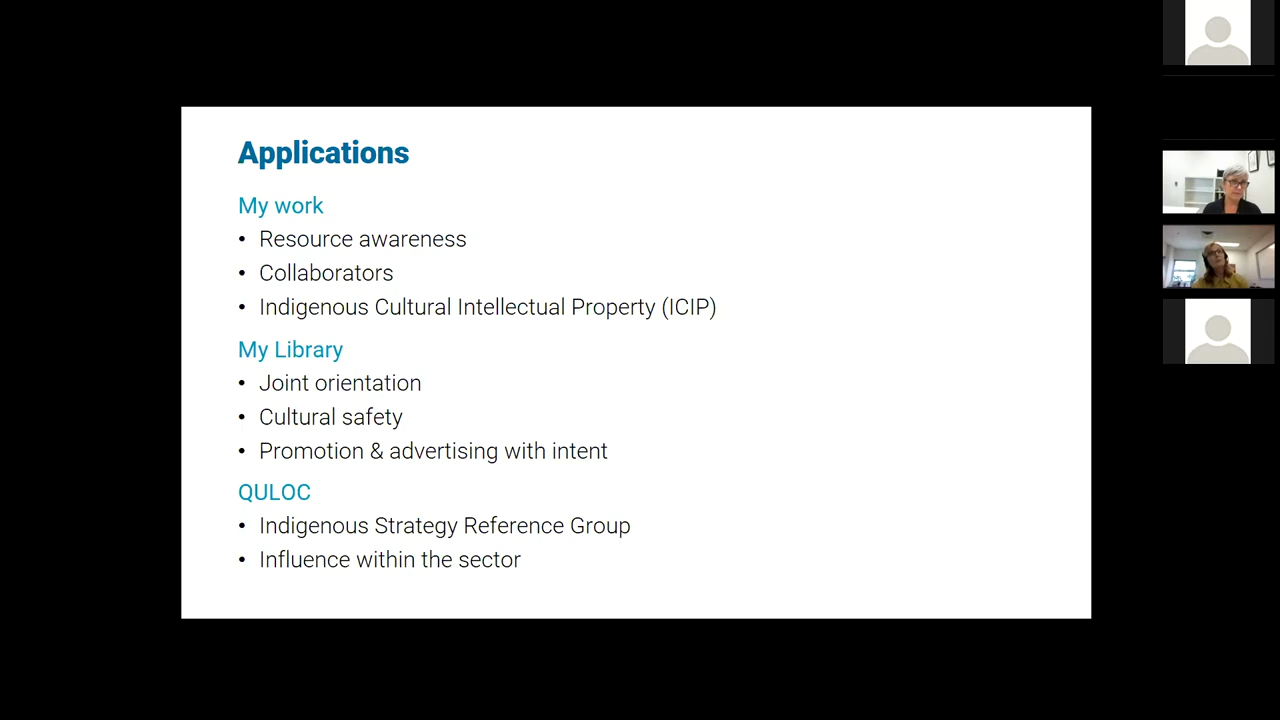 Applications
My work
• Resource awareness
• Collaborators
• Indigenous Cultural Intellectual Property (ICIP)
My Library
• Joint orientation
• Cultural safety
• Promotion & advertising with intent
QULOC
• Indigenous Strategy Reference Group
• Influence within the sector